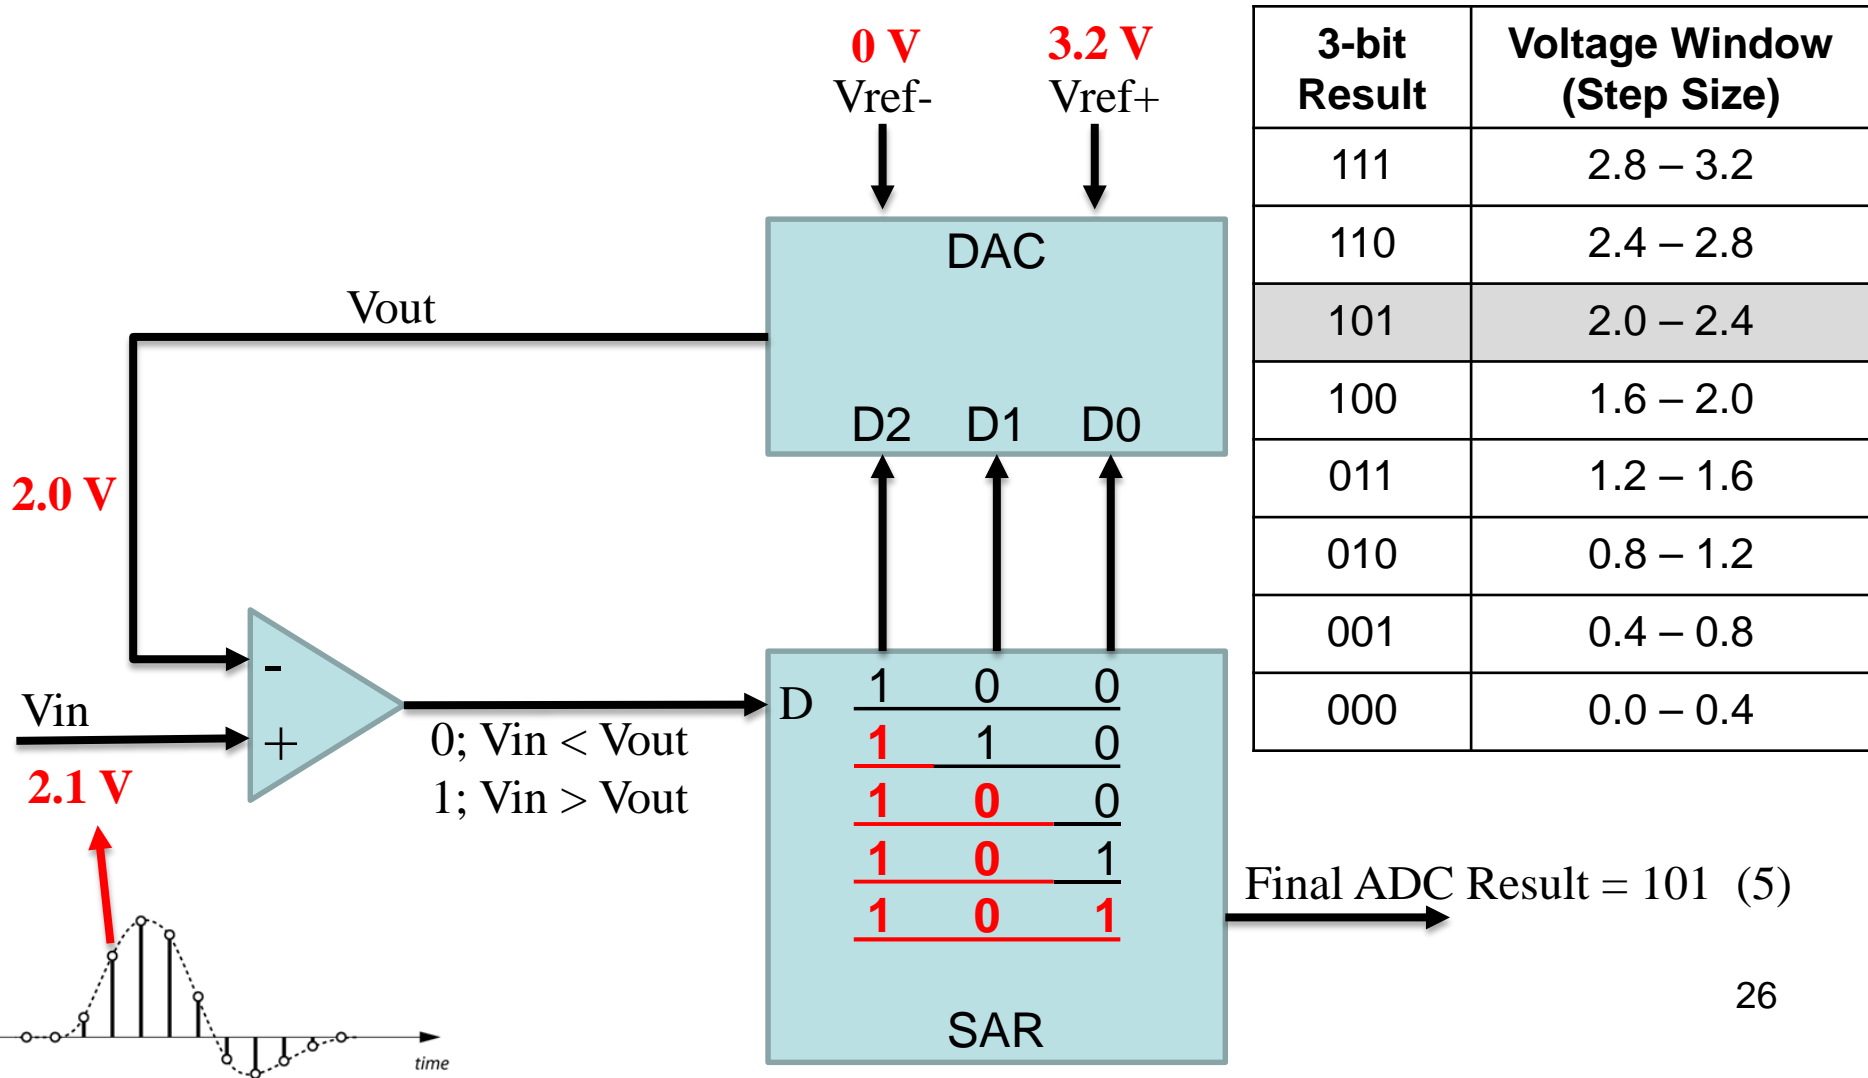 0 V 3.2 V
Vref- Vref+
DAC
Vout
D2 D1 D0
2.0 V
-
Vin
+
2.1 V
0; Vin < Vout
1; Vin > Vout
D
1 0 0
1 1 0
1 0 0
1 0 1
1 0 1
SAR
Final ADC Result = 101 (5)
time
3-bit Result Voltage Window (Step Size)
111 2.8 – 3.2
110 2.4 – 2.8
101 2.0 – 2.4
100 1.6 – 2.0
011 1.2 – 1.6
010 0.8 – 1.2
001 0.4 – 0.8
000 0.0 – 0.4
26